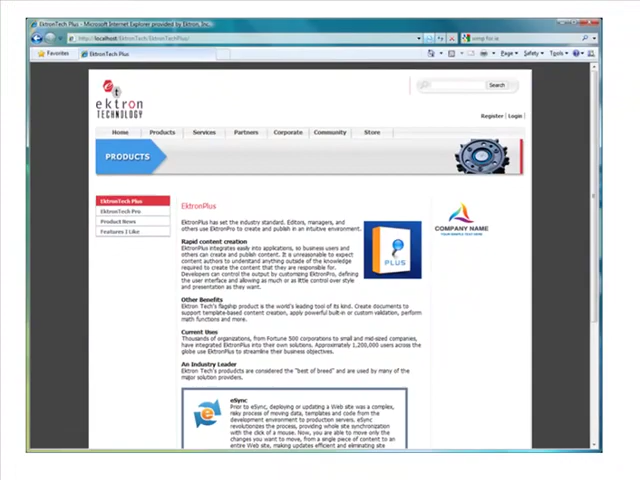 EktronTech Plus - Microsoft Internet Explorer provided by Ektron, Inc.
http://localhost/EktronTech/EktronTechPlus/
Favorites EktronTech Plus
Page Safety Tools
ektron
TECHNOLOGY
Search
Register | Login |
Home Products Services Partners Corporate Community Store
PRODUCTS
EktronTech Plus
EktronTech Pro
Product News
Features I Like
EktronPlus
EktronPlus has set the industry standard. Editors, managers, and
others use EktronPro to create and publish in an intuitive environment.
Rapid content creation
EktronPlus integrates easily into applications, so business users and
others can create and publish content. It is unreasonable to expect
content authors to understand anything outside of the knowledge
required to create the content that they are responsible for.
Developers can control the output by customizing EktronPro, defining
the user interface and allowing as much or as little control over style
and presentation as they want.
PLUS
COMPANY NAME
Other Benefits
Ektron Tech's flagship product is the world's leading tool of its kind. Create documents to
support template-based content creation, apply powerful built-in or custom validation, perform
math functions and more.
Current Uses
Thousands of organizations, from Fortune 500 corporations to small and mid-sized companies,
have integrated EktronPlus into their own solutions. Approximately 1,200,000 users across the
globe use EktronPlus to streamline their business objectives.
An Industry Leader
Ektron Tech's products are considered the "best of breed" and are used by many of the
major solution providers.
eSync
Prior to eSync, deploying or updating a Web site was a complex,
risky process of moving data, templates and code from the
development environment to production servers. eSync
revolutionizes the process, providing whole site synchronization
with the click of a mouse. Now, you are able to move only the
changes you want to move, from a single piece of content to an
entire Web site, making updates efficient and eliminating site